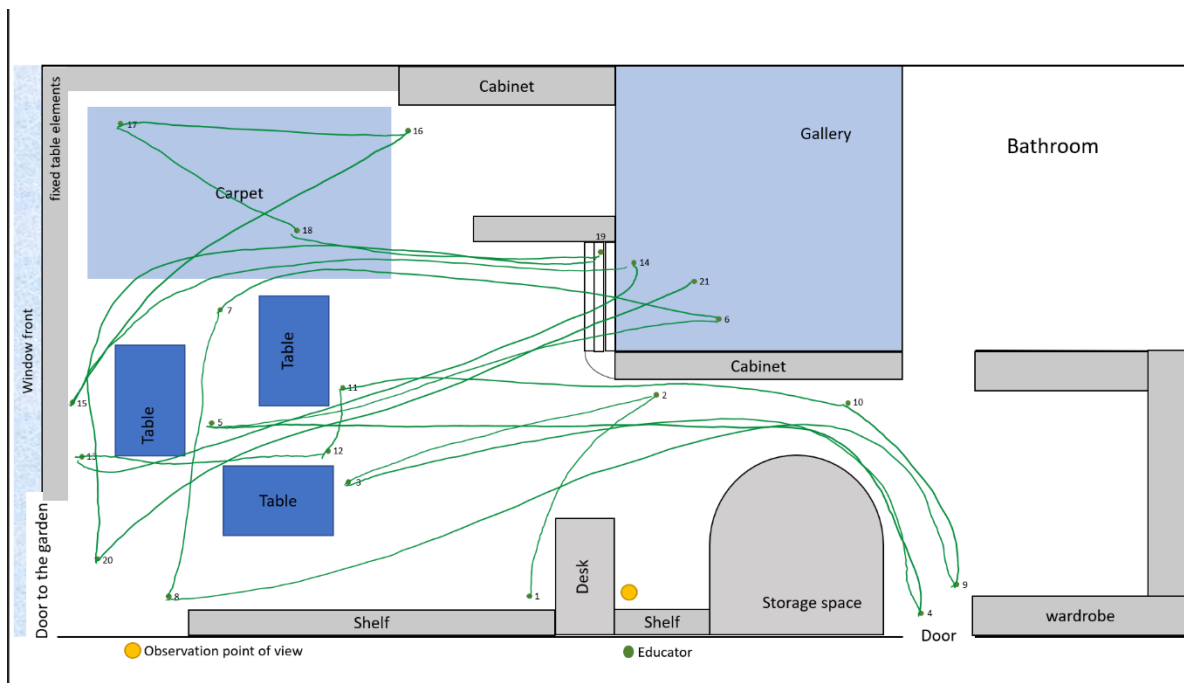 Cabinet
Gallery
Bathroom
fixed table elements
17
16
Carpet
18
19
14
21
7
6
Window front
Table
Cabinet
11
2
10
15
5
Table
13
12
3
Table
20
Door to the garden
8
1
Desk
9
4
Storage space
Shelf
Shelf
Door
wardrobe
Observation point of view
Educator